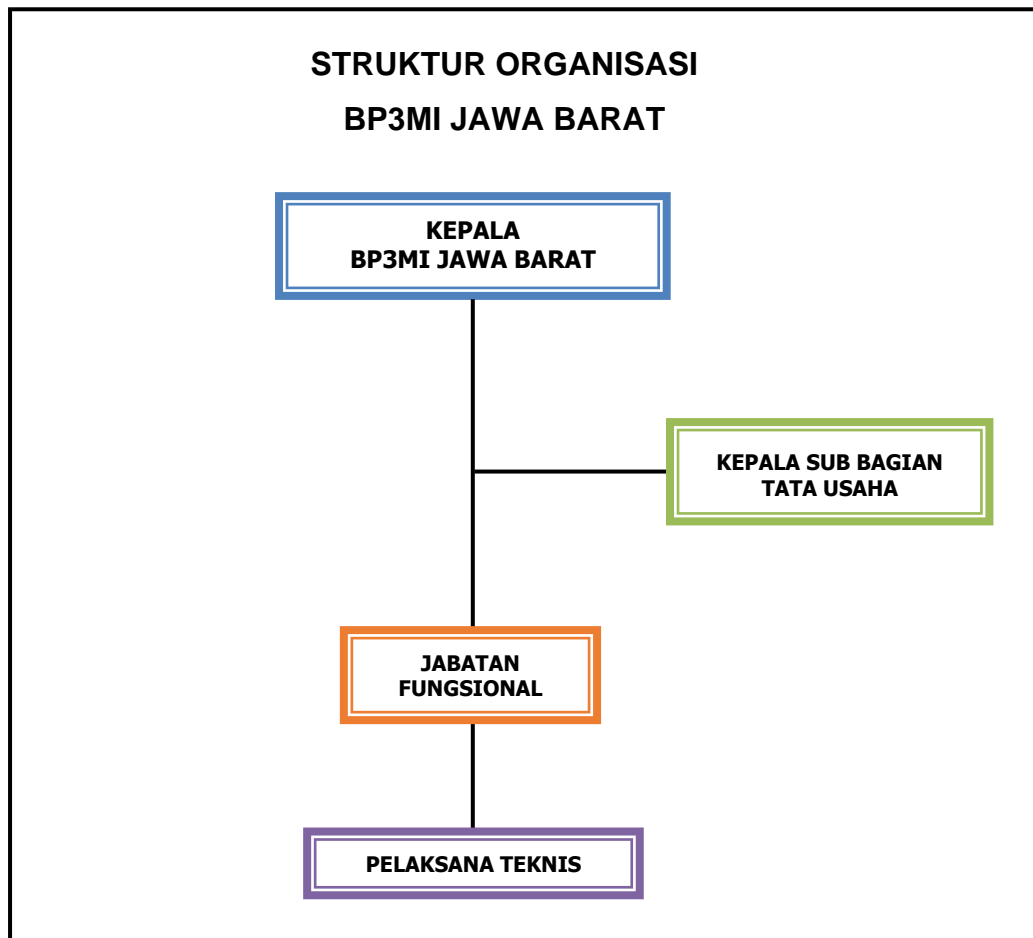 STRUKTUR ORGANISASI
BP3MI JAWA BARAT
KEPALA
BP3MI JAWA BARAT
KEPALA SUB BAGIAN
TATA USAHA
JABATAN
FUNGSIONAL
PELAKSANA TEKNIS